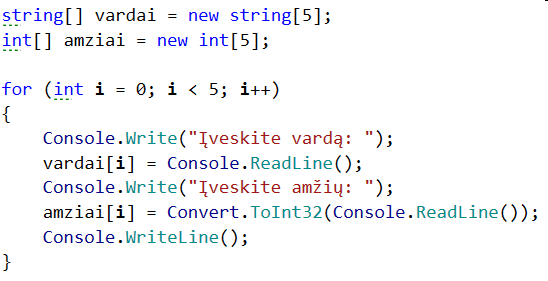 string[] vardai = new string[5];
int[] amziai = new int[5];
for (int i = 0; i < 5; i++)
{
    Console.Write("Įveskite vardą: ");
    vardai[i] = Console.ReadLine();
    Console.Write("Įveskite amžių: ");
    amziai[i] = Convert.ToInt32(Console.ReadLine());
    Console.WriteLine();
}